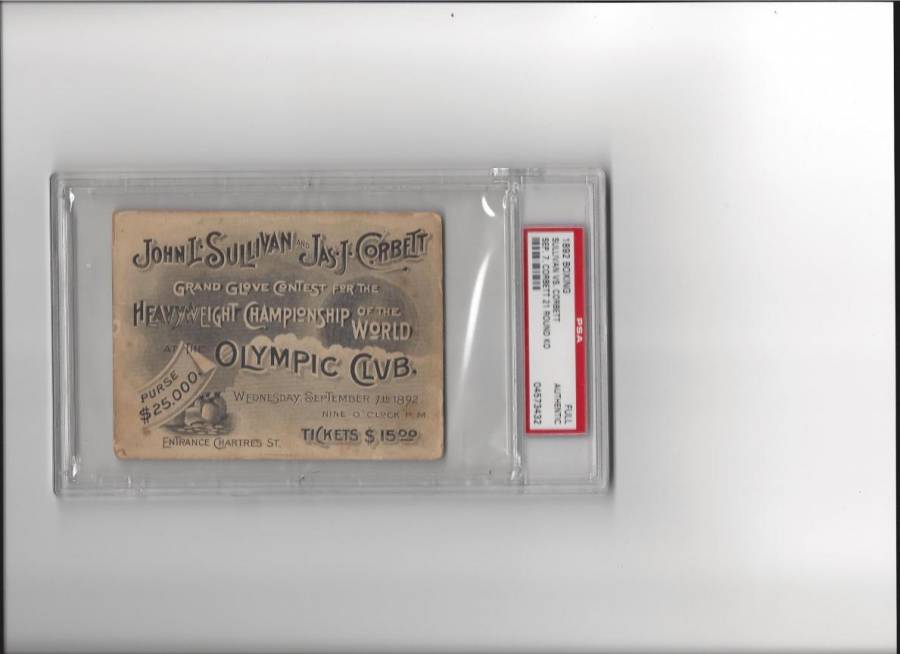 JOHN L. SULLIVAN AND JAS. J. CORBETT
GRAND GLOVE CONTEST FOR THE
HEAVYWEIGHT CHAMPIONSHIP OF THE WORLD
AT THE OLYMPIC CLVB.
PURSE
$25.000.
WEDNESDAY, SEPTEMBER 7TH 1892
NINE O'CLOCK P.M.
ENTRANCE CHARTRES ST.
TICKETS $15.00
PSA
1892 BOXING
SULLIVAN VS. CORBETT
SEP 7, CORBETT 21 ROUND KO
FULL
AUTHENTIC
04573432